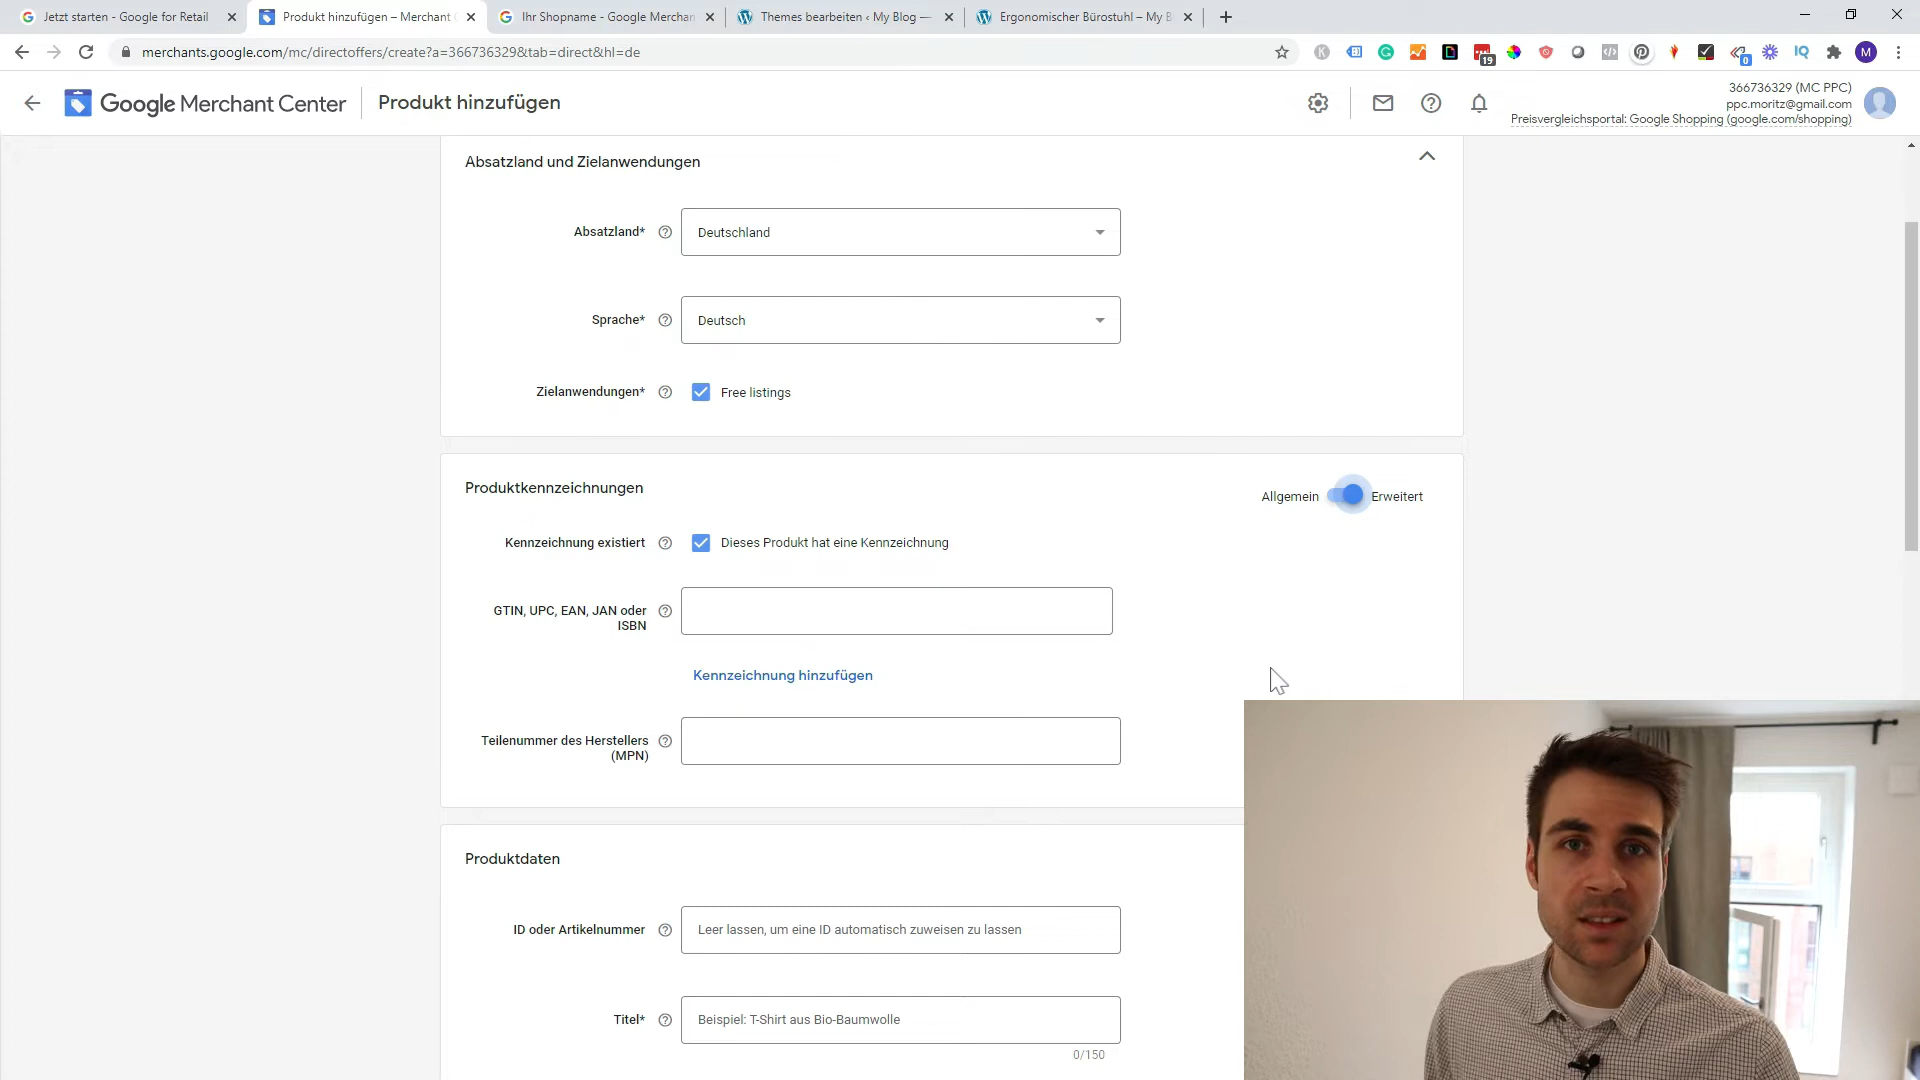 Jetzt starten - Google for Retail
Produkt hinzufügen – Merchant C
Ihr Shopname - Google Merchan
Themes bearbeiten ‹ My Blog —
Ergonomischer Bürostuhl – My B
merchants.google.com/mc/directoffers/create?a=366736329&tab=direct&hl=de
19
0
IQ
M
Google Merchant Center
Produkt hinzufügen
366736329 (MC PPC)
ppc.moritz@gmail.com
Preisvergleichsportal: Google Shopping (google.com/shopping)
Absatzland und Zielanwendungen
Absatzland*
Deutschland
Sprache*
Deutsch
Zielanwendungen*
Free listings
Produktkennzeichnungen
Allgemein
Erweitert
Kennzeichnung existiert
Dieses Produkt hat eine Kennzeichnung
GTIN, UPC, EAN, JAN oder
ISBN
Kennzeichnung hinzufügen
Teilenummer des Herstellers
(MPN)
Produktdaten
ID oder Artikelnummer
Leer lassen, um eine ID automatisch zuweisen zu lassen
Titel*
Beispiel: T-Shirt aus Bio-Baumwolle
0/150